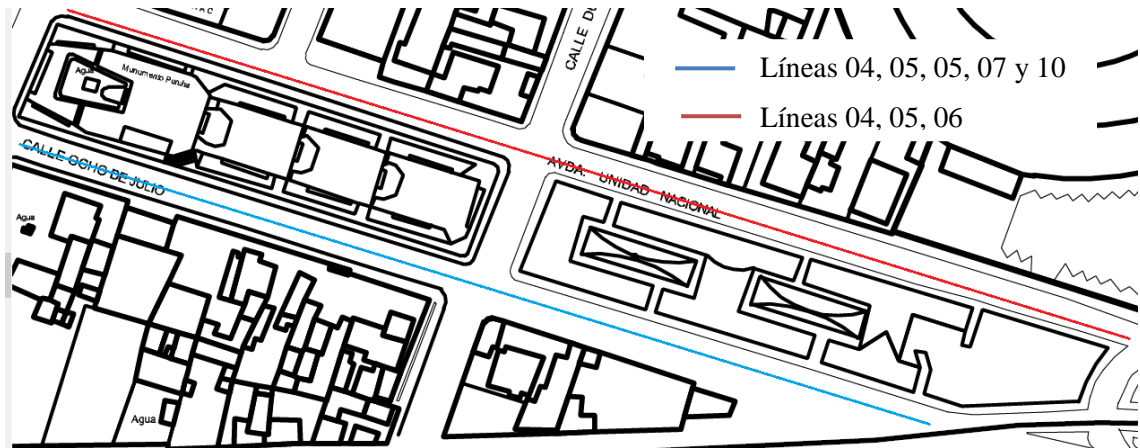 CALLE
Líneas 04, 05, 05, 07 y 10
Líneas 04, 05, 06
Agua
Monumento Puruha
CALLE OCHO DE JULIO
AVDA. UNIDAD NACIONAL
Agua
Agua